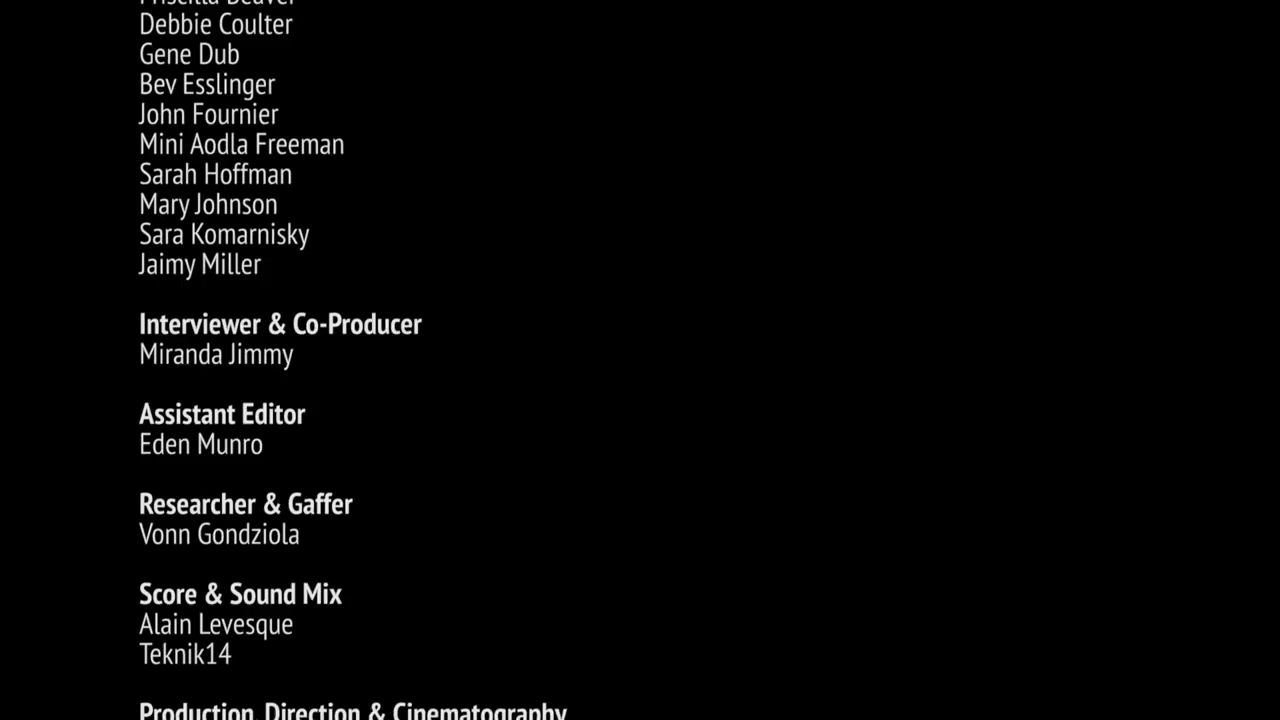 Priscilla Beaver
Debbie Coulter
Gene Dub
Bev Esslinger
John Fournier
Mini Aodla Freeman
Sarah Hoffman
Mary Johnson
Sara Komarnisky
Jaimy Miller
Interviewer & Co-Producer
Miranda Jimmy
Assistant Editor
Eden Munro
Researcher & Gaffer
Vonn Gondziola
Score & Sound Mix
Alain Levesque
Teknik14
Production, Direction & Cinematography